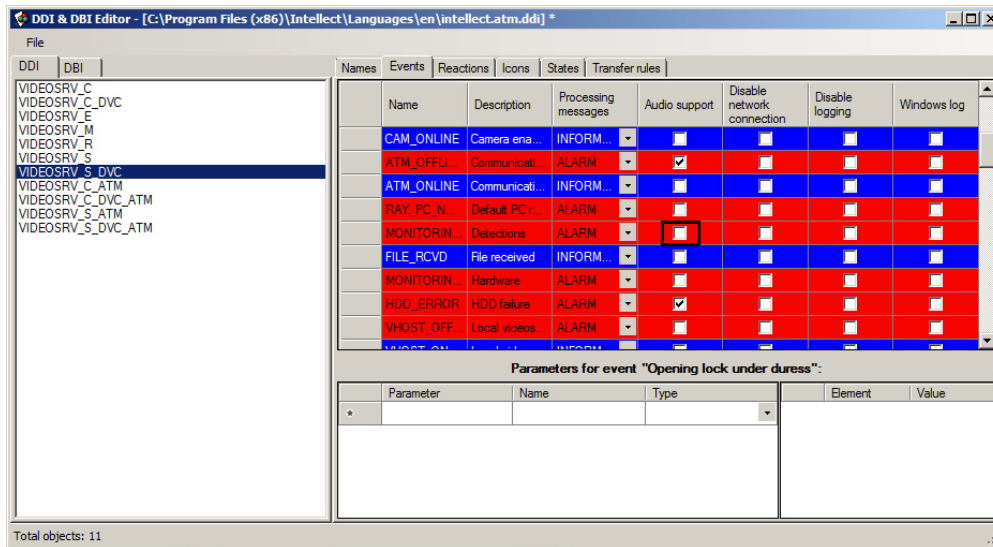 DDI & DBI Editor - [C:\Program Files (x86)\Intellect\Languages\en\intellect.atm.ddi] *
File
DDI DBI
VIDEOSRV_C
VIDEOSRV_C_DVC
VIDEOSRV_E
VIDEOSRV_M
VIDEOSRV_R
VIDEOSRV_S
VIDEOSRV_S_DVC
VIDEOSRV_C_ATM
VIDEOSRV_C_DVC_ATM
VIDEOSRV_S_ATM
VIDEOSRV_S_DVC_ATM
Names Events Reactions Icons States Transfer rules
Name Description Processing messages Audio support Disable network connection Disable logging Windows log
CAM_ONLINE Camera ena... INFORM...
ATM_OFFLI... Communicati... ALARM
ATM_ONLINE Communicati... INFORM...
RAY_PC_N... Default PC r... ALARM
MONITORIN... Detections ALARM
FILE_RCVD File received INFORM...
MONITORIN... Hardware ALARM
HDD_ERROR HDD failure ALARM
VHOST_OFF... Local videos... ALARM
Parameters for event "Opening lock under duress":
Parameter Name Type Element Value
*
Total objects: 11